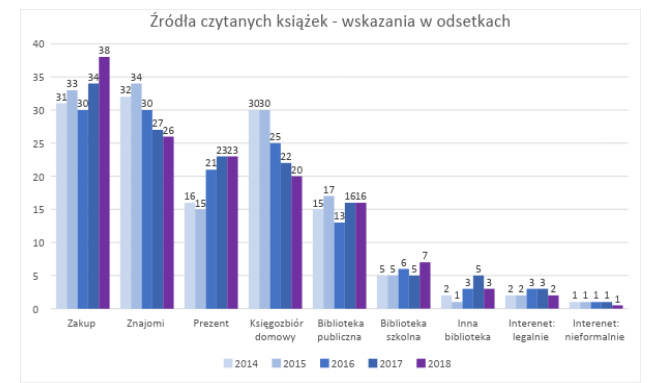 Źródła czytanych książek - wskazania w odsetkach
40
35
30
25
20
15
10
5
0
31 33 30 34 38
32 34 30 27 26
16 15 21 23 23
30 30 25 22 20
15 17 13 16 16
5 5 6 5 7
2 1 3 5 3
2 2 3 3 2
1 1 1 1 1
Zakup
Znajomi
Prezent
Księgozbiór
domowy
Biblioteka
publiczna
Biblioteka
szkolna
Inna
biblioteka
Interenet:
legalnie
Interenet:
nieformalnie
2014 2015 2016 2017 2018